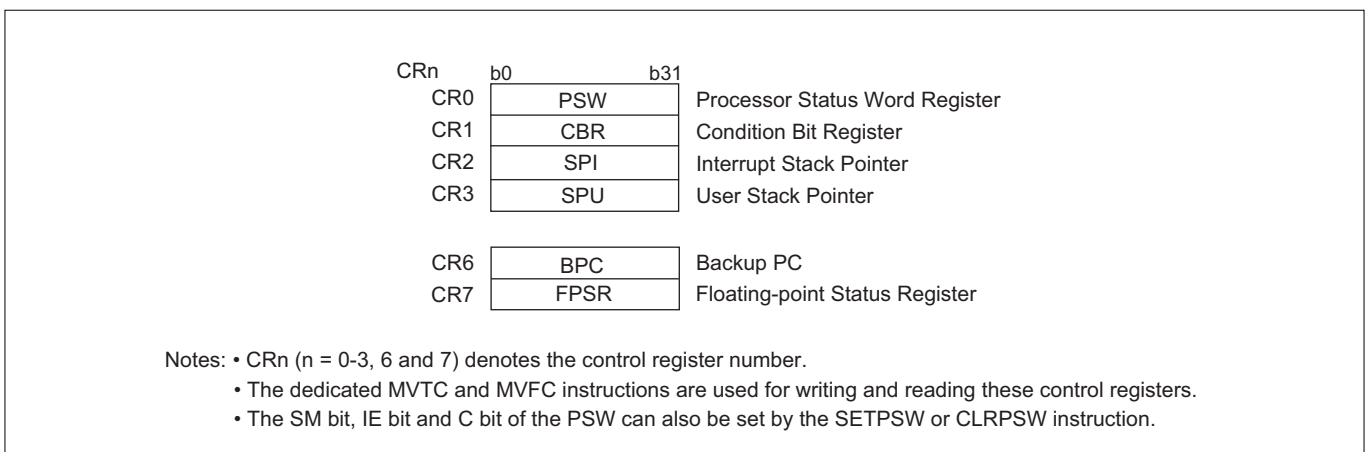 CRn b0 b31
CR0 PSW Processor Status Word Register
CR1 CBR Condition Bit Register
CR2 SPI Interrupt Stack Pointer
CR3 SPU User Stack Pointer
CR6 BPC Backup PC
CR7 FPSR Floating-point Status Register
Notes: • CRn (n = 0-3, 6 and 7) denotes the control register number.
• The dedicated MVTC and MVFC instructions are used for writing and reading these control registers.
• The SM bit, IE bit and C bit of the PSW can also be set by the SETPSW or CLRPSW instruction.